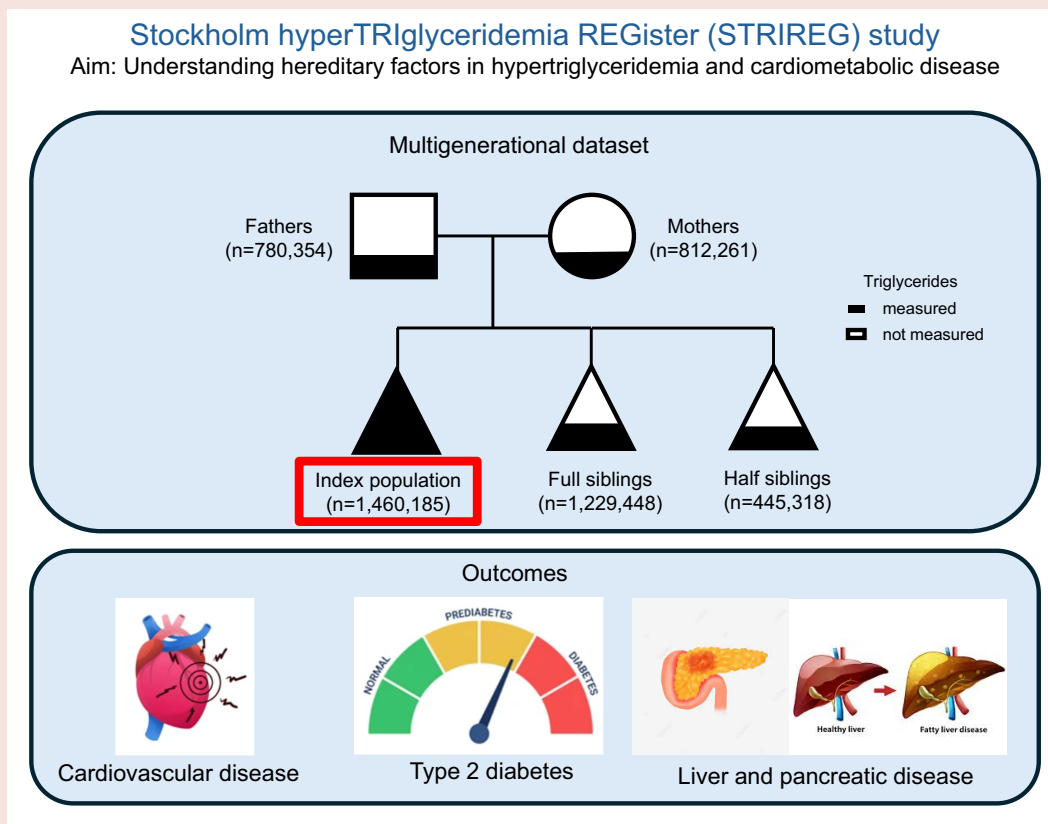 Stockholm hyperTRIglyceridemia REGister (STRIREG) study
Aim: Understanding hereditary factors in hypertriglyceridemia and cardiometabolic disease
Multigenerational dataset
Fathers
(n=780,354)
Mothers
(n=812,261)
Triglycerides
measured
not measured
Index population
(n=1,460,185)
Full siblings
(n=1,229,448)
Half siblings
(n=445,318)
Outcomes
NORMAL
PREDIABETES
DIABETES
Healthy liver
Fatty liver disease
Cardiovascular disease
Type 2 diabetes
Liver and pancreatic disease